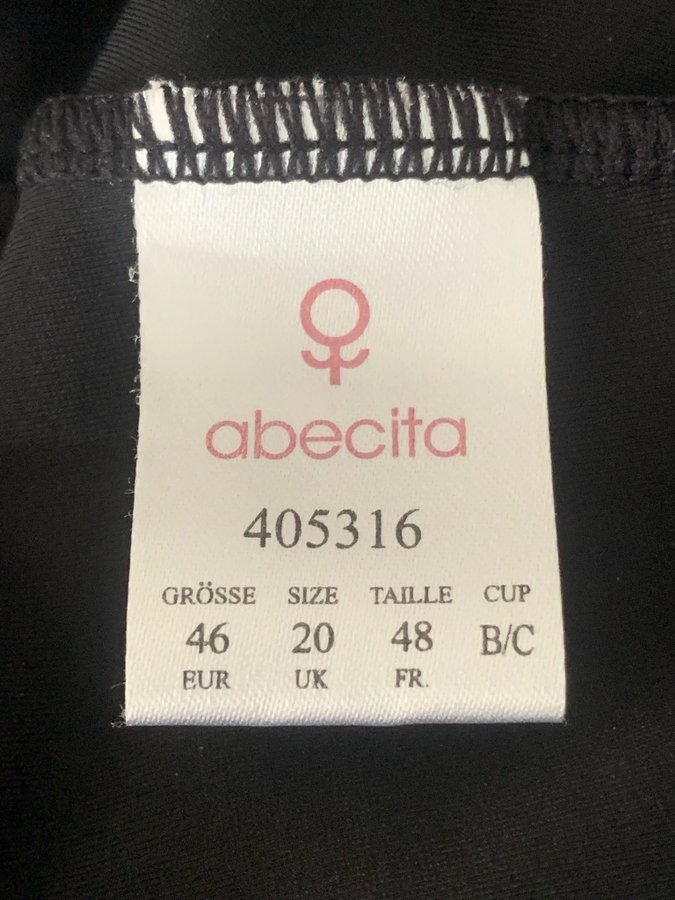 abecita
405316
GRÖSSE SIZE TAILLE CUP
46 20 48 B/C
EUR UK FR.